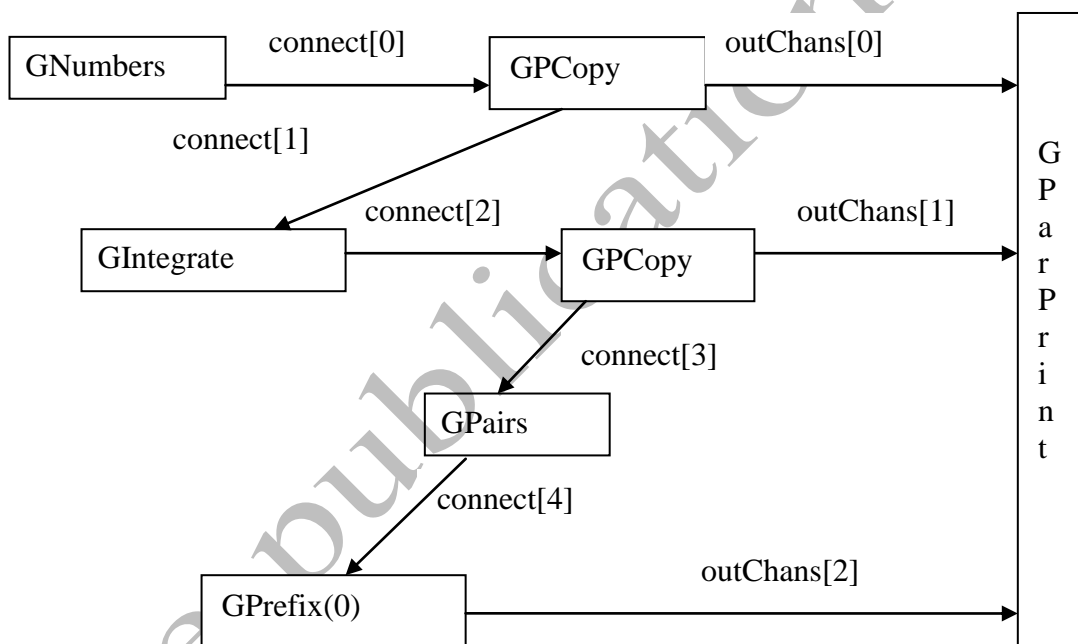 connect[0]
outChans[0]
GNumbers
GPCopy
connect[1]
connect[2]
outChans[1]
GIntegrate
GPCopy
connect[3]
GPairs
connect[4]
outChans[2]
GPrefix(0)
G
P
a
r
P
r
i
n
t
publication